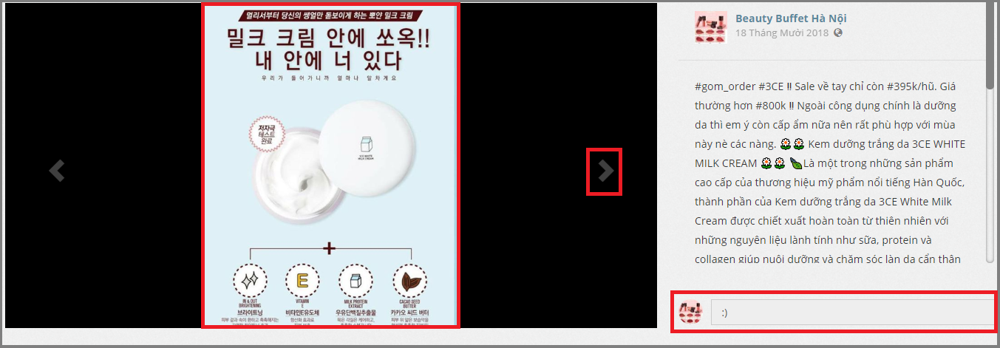 멀리서부터 당신의 쌩얼만 돋보이게 하는 뽀얀 밀크 크림
밀크 크림 안에 쏘옥!!
내 안에 너 있다
우리가 들어가니까 얼마나 알차게요
저자극
테스트
완료
3CE WHITE
MILK CREAM
IN & OUT
BRIGHTENING
브라이트닝
VITAMIN
E
비타민E유도체
MILK PROTEIN
EXTRACT
우유단백질추출물
CACAO SEED
BUTTER
카카오 씨드 버터
Beauty Buffet Hà Nội
18 Tháng Mười 2018
#gom_order #3CE ‼ Sale về tay chỉ còn #395k/hũ. Giá
thường hơn #800k ‼ Ngoài công dụng chính là dưỡng
da thì em ý còn cấp ẩm nữa nên rất phù hợp với mùa
này nè các nàng. 🌼🌼 Kem dưỡng trắng da 3CE WHITE
MILK CREAM 🌼🌼 🍃Là một trong những sản phẩm
cao cấp của thương hiệu mỹ phẩm nổi tiếng Hàn Quốc,
thành phần của Kem dưỡng trắng da 3CE White Milk
Cream được chiết xuất hoàn toàn từ thiên nhiên với
những nguyên liệu lành tính như sữa, protein và
collagen giúp nuôi dưỡng và chăm sóc làn da cẩn thận
:)